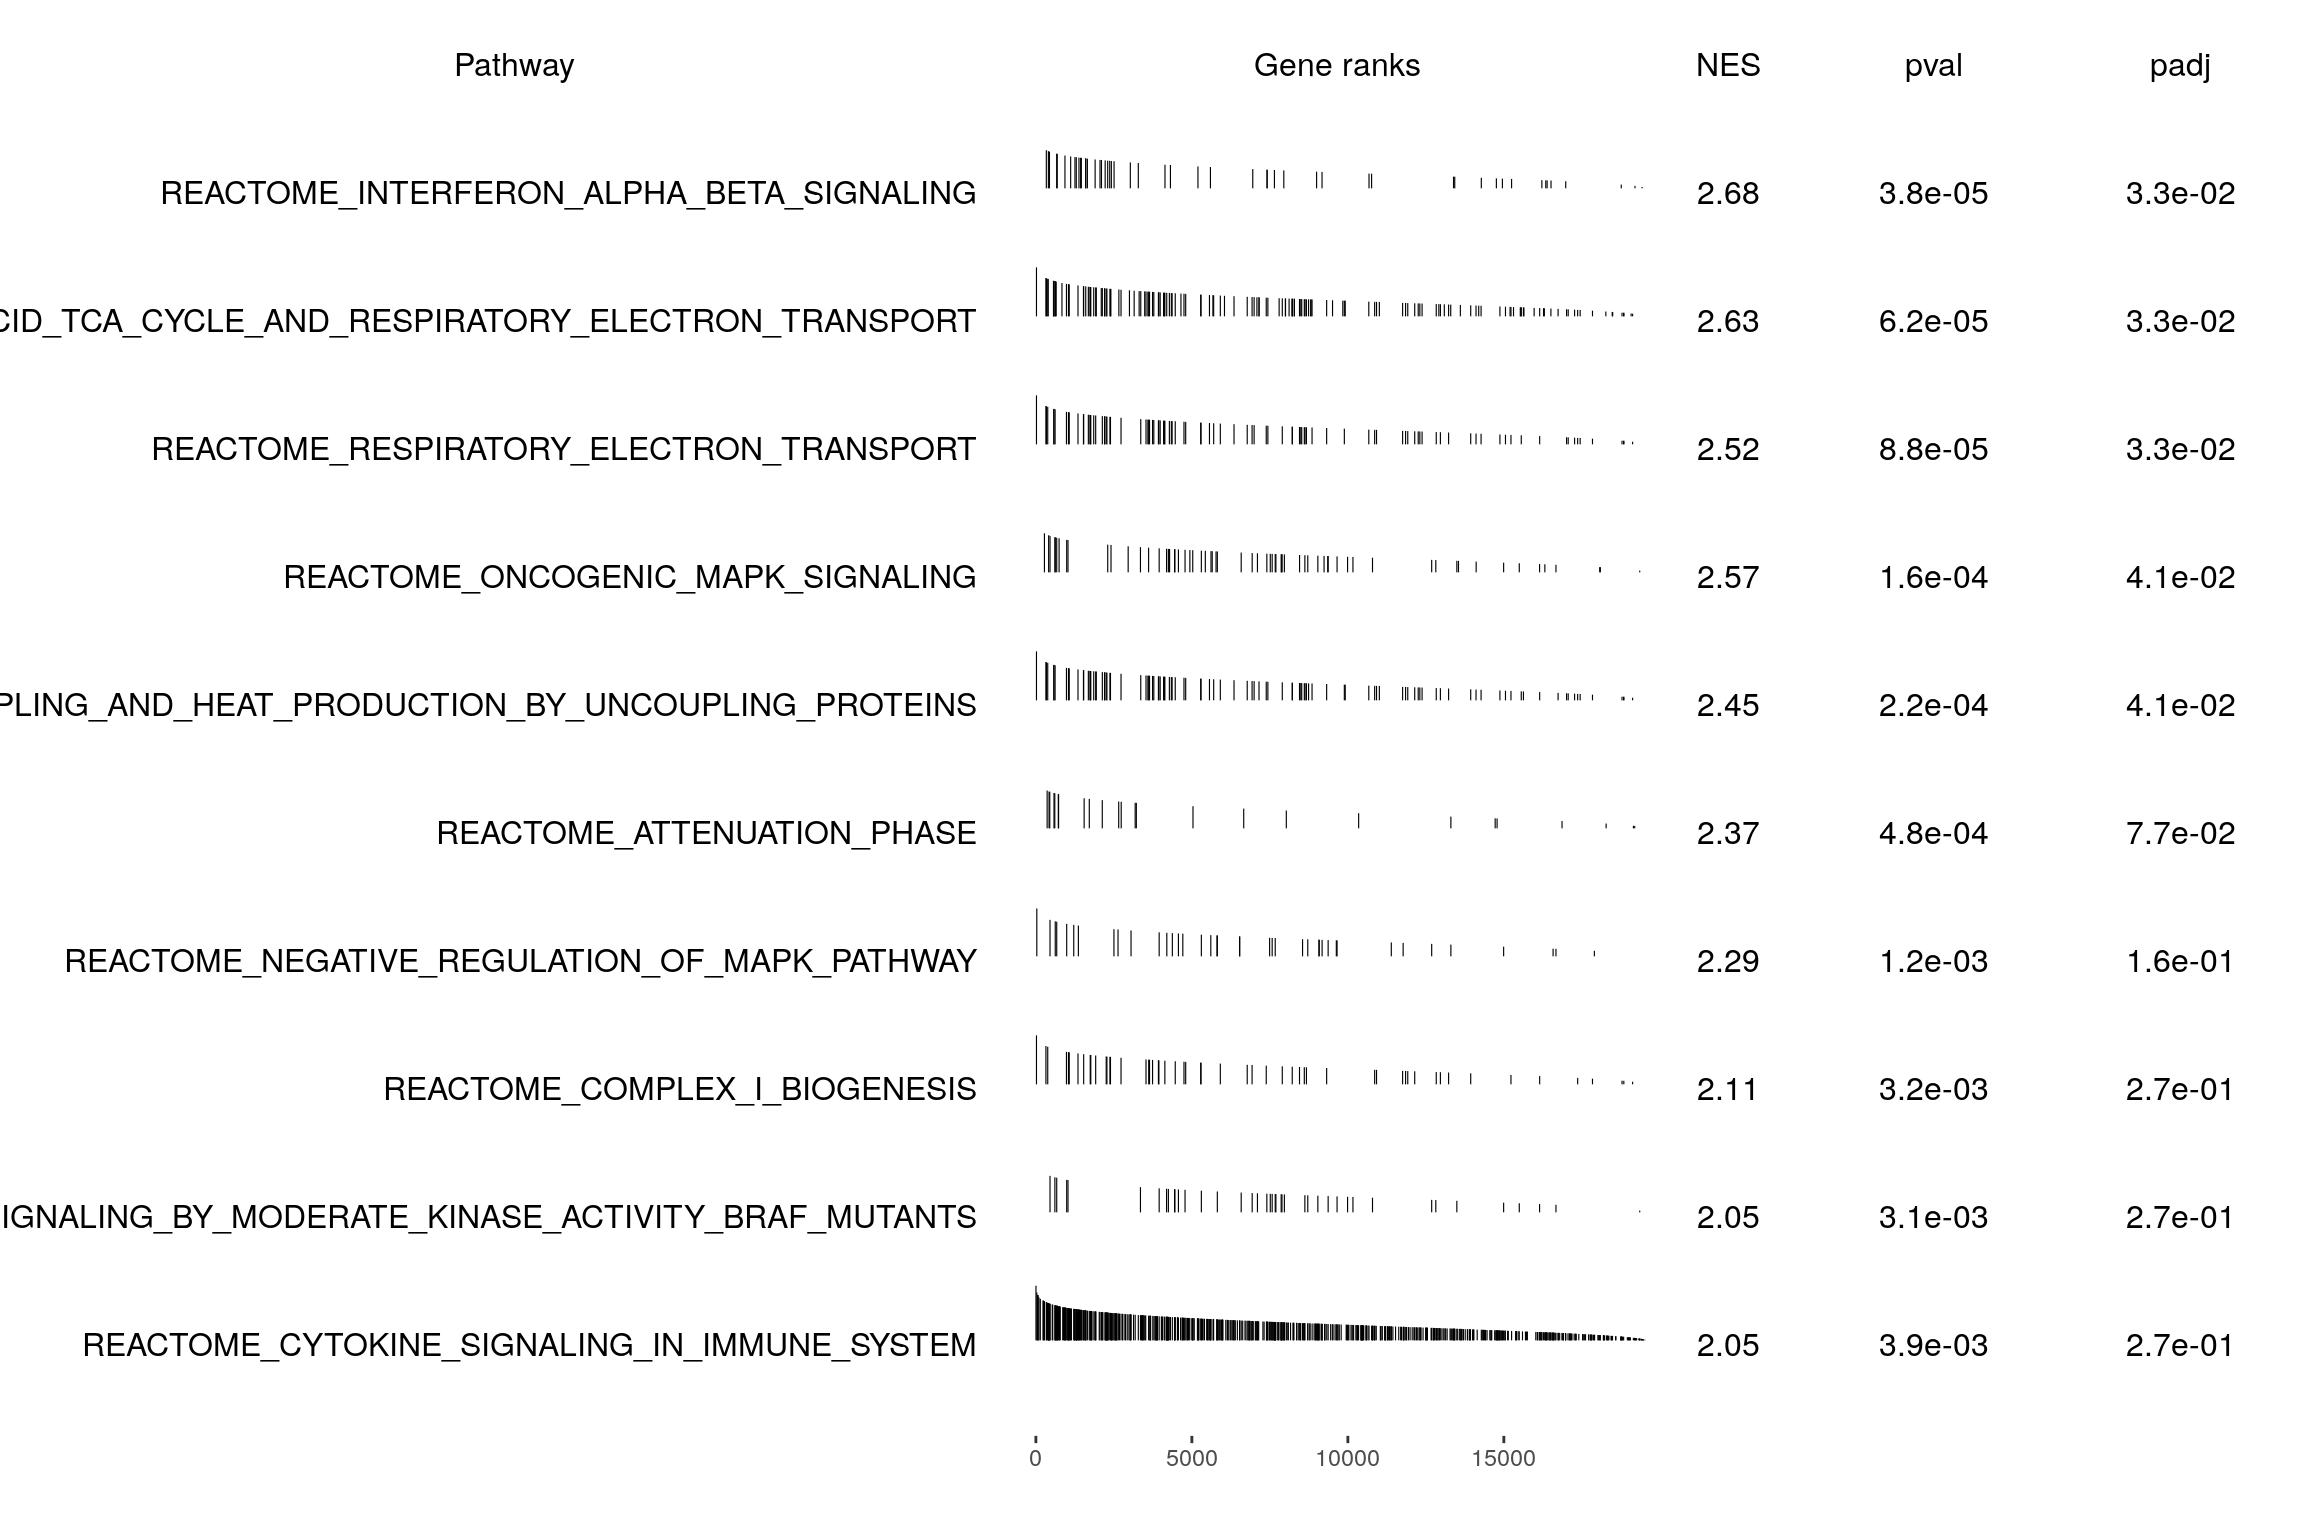 Pathway Gene ranks NES pval padj
REACTOME_INTERFERON_ALPHA_BETA_SIGNALING 2.68 3.8e-05 3.3e-02
CID_TCA_CYCLE_AND_RESPIRATORY_ELECTRON_TRANSPORT 2.63 6.2e-05 3.3e-02
REACTOME_RESPIRATORY_ELECTRON_TRANSPORT 2.52 8.8e-05 3.3e-02
REACTOME_ONCOGENIC_MAPK_SIGNALING 2.57 1.6e-04 4.1e-02
PLING_AND_HEAT_PRODUCTION_BY_UNCOUPLING_PROTEINS 2.45 2.2e-04 4.1e-02
REACTOME_ATTENUATION_PHASE 2.37 4.8e-04 7.7e-02
REACTOME_NEGATIVE_REGULATION_OF_MAPK_PATHWAY 2.29 1.2e-03 1.6e-01
REACTOME_COMPLEX_I_BIOGENESIS 2.11 3.2e-03 2.7e-01
IGNALING_BY_MODERATE_KINASE_ACTIVITY_BRAF_MUTANTS 2.05 3.1e-03 2.7e-01
REACTOME_CYTOKINE_SIGNALING_IN_IMMUNE_SYSTEM 2.05 3.9e-03 2.7e-01
0 5000 10000 15000